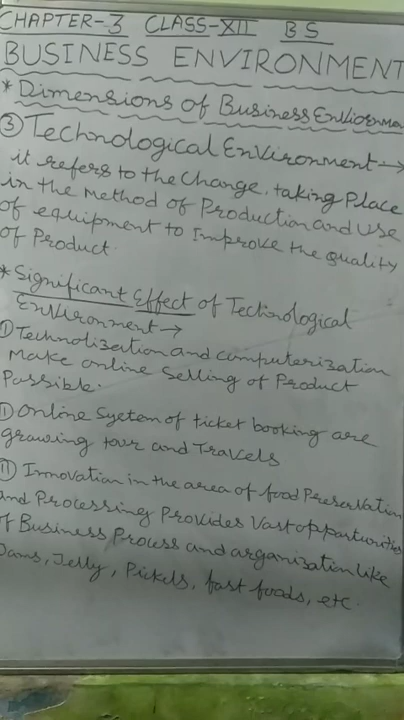 CHAPTER-3 CLASS-XII BS
BUSINESS ENVIRONMENT
* Dimensions of Business Enviornmen
③ Technological Environment →
it refers to the change, taking Place
in the Method of Production and use
of equipment to Improve the quality
of Product.
* Significant Effect of Technological
Environment →
① Technolization and computerization
Make online Selling of Product
Possible.
① Online System of ticket booking are
growing tour and Travels
⑪ Innovation in the area of food Preservation
and Processing Provides Vast opportunities
of Business Process and organization like
Jams, Jelly, Pickels, fast foods, etc.